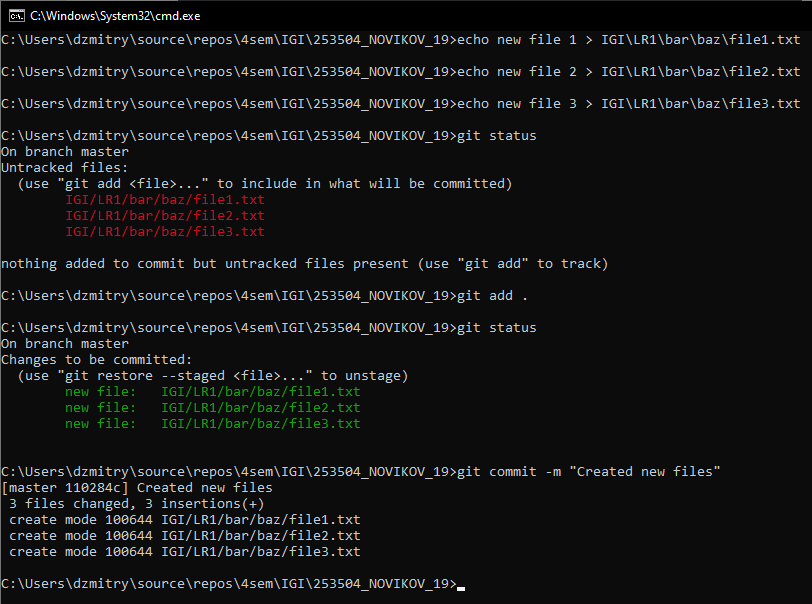 C:\Windows\System32\cmd.exe
C:\Users\dzmitry\source\repos\4sem\IGI\253504_NOVIKOV_19>echo new file 1 > IGI\LR1\bar\baz\file1.txt
C:\Users\dzmitry\source\repos\4sem\IGI\253504_NOVIKOV_19>echo new file 2 > IGI\LR1\bar\baz\file2.txt
C:\Users\dzmitry\source\repos\4sem\IGI\253504_NOVIKOV_19>echo new file 3 > IGI\LR1\bar\baz\file3.txt
C:\Users\dzmitry\source\repos\4sem\IGI\253504_NOVIKOV_19>git status
On branch master
Untracked files:
  (use "git add <file>..." to include in what will be committed)
        IGI/LR1/bar/baz/file1.txt
        IGI/LR1/bar/baz/file2.txt
        IGI/LR1/bar/baz/file3.txt
nothing added to commit but untracked files present (use "git add" to track)
C:\Users\dzmitry\source\repos\4sem\IGI\253504_NOVIKOV_19>git add .
C:\Users\dzmitry\source\repos\4sem\IGI\253504_NOVIKOV_19>git status
On branch master
Changes to be committed:
  (use "git restore --staged <file>..." to unstage)
        new file:   IGI/LR1/bar/baz/file1.txt
        new file:   IGI/LR1/bar/baz/file2.txt
        new file:   IGI/LR1/bar/baz/file3.txt
C:\Users\dzmitry\source\repos\4sem\IGI\253504_NOVIKOV_19>git commit -m "Created new files"
[master 110284c] Created new files
 3 files changed, 3 insertions(+)
 create mode 100644 IGI/LR1/bar/baz/file1.txt
 create mode 100644 IGI/LR1/bar/baz/file2.txt
 create mode 100644 IGI/LR1/bar/baz/file3.txt
C:\Users\dzmitry\source\repos\4sem\IGI\253504_NOVIKOV_19>